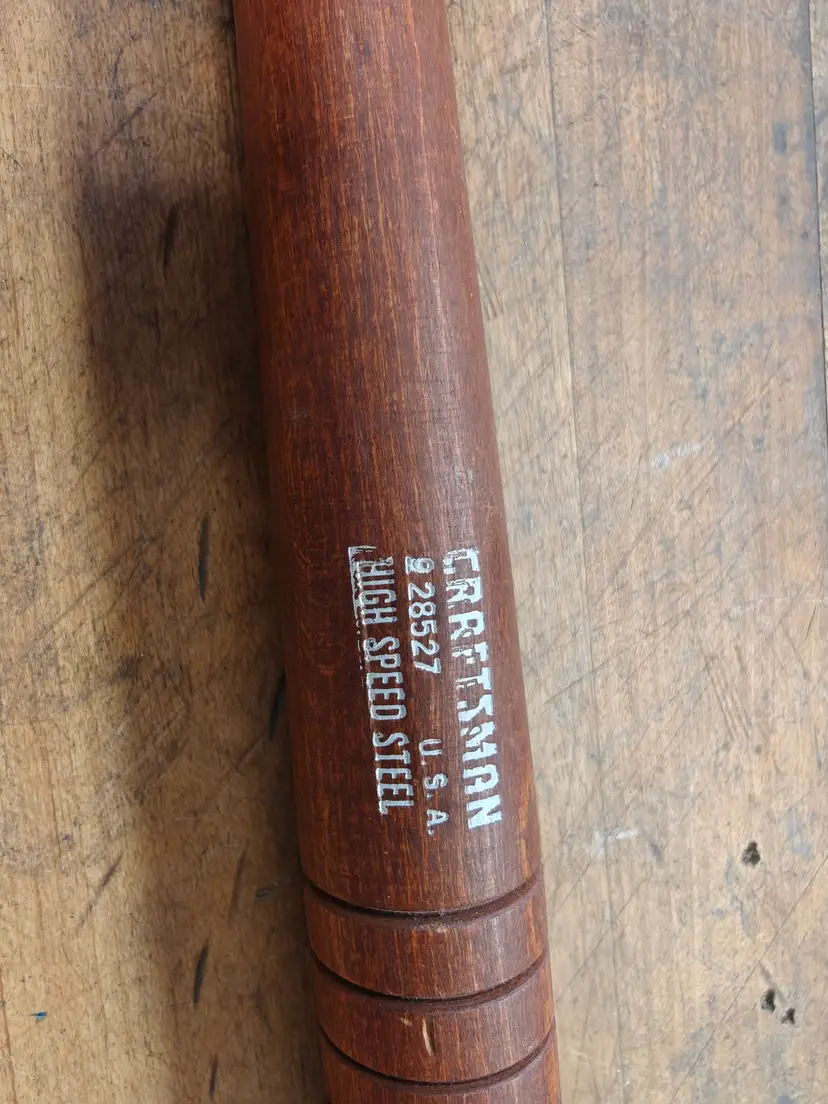 CRAFTSMAN
9 28527 U.S.A.
HIGH SPEED STEEL